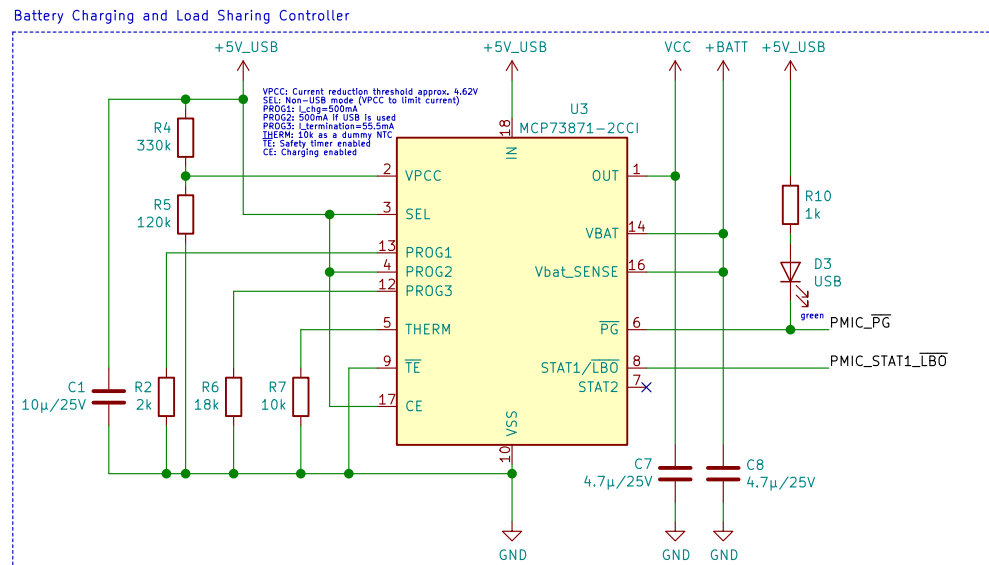 Battery Charging and Load Sharing Controller
+5V_USB
+5V_USB
VCC
+BATT
+5V_USB
VPCC: Current reduction threshold approx. 4.62V
SEL: Non-USB mode (VPCC to limit current)
PROG1: I_chg=500mA
PROG2: 500mA if USB is used
PROG3: I_termination=55.5mA
THERM: 10k as a dummy NTC
TE: Safety timer enabled
CE: Charging enabled
U3
MCP73871-2CCI
R4
330k
R5
120k
18
IN
2
VPCC
3
SEL
13
PROG1
4
PROG2
12
PROG3
5
THERM
9
TE
17
CE
OUT
1
VBAT
14
Vbat_SENSE
16
PG
6
STAT1/LBO
8
STAT2
7
VSS
10
R10
1k
D3
USB
green
PMIC_PG
PMIC_STAT1_LBO
C1
10µ/25V
R2
2k
R6
18k
R7
10k
C7
4.7µ/25V
C8
4.7µ/25V
GND
GND
GND